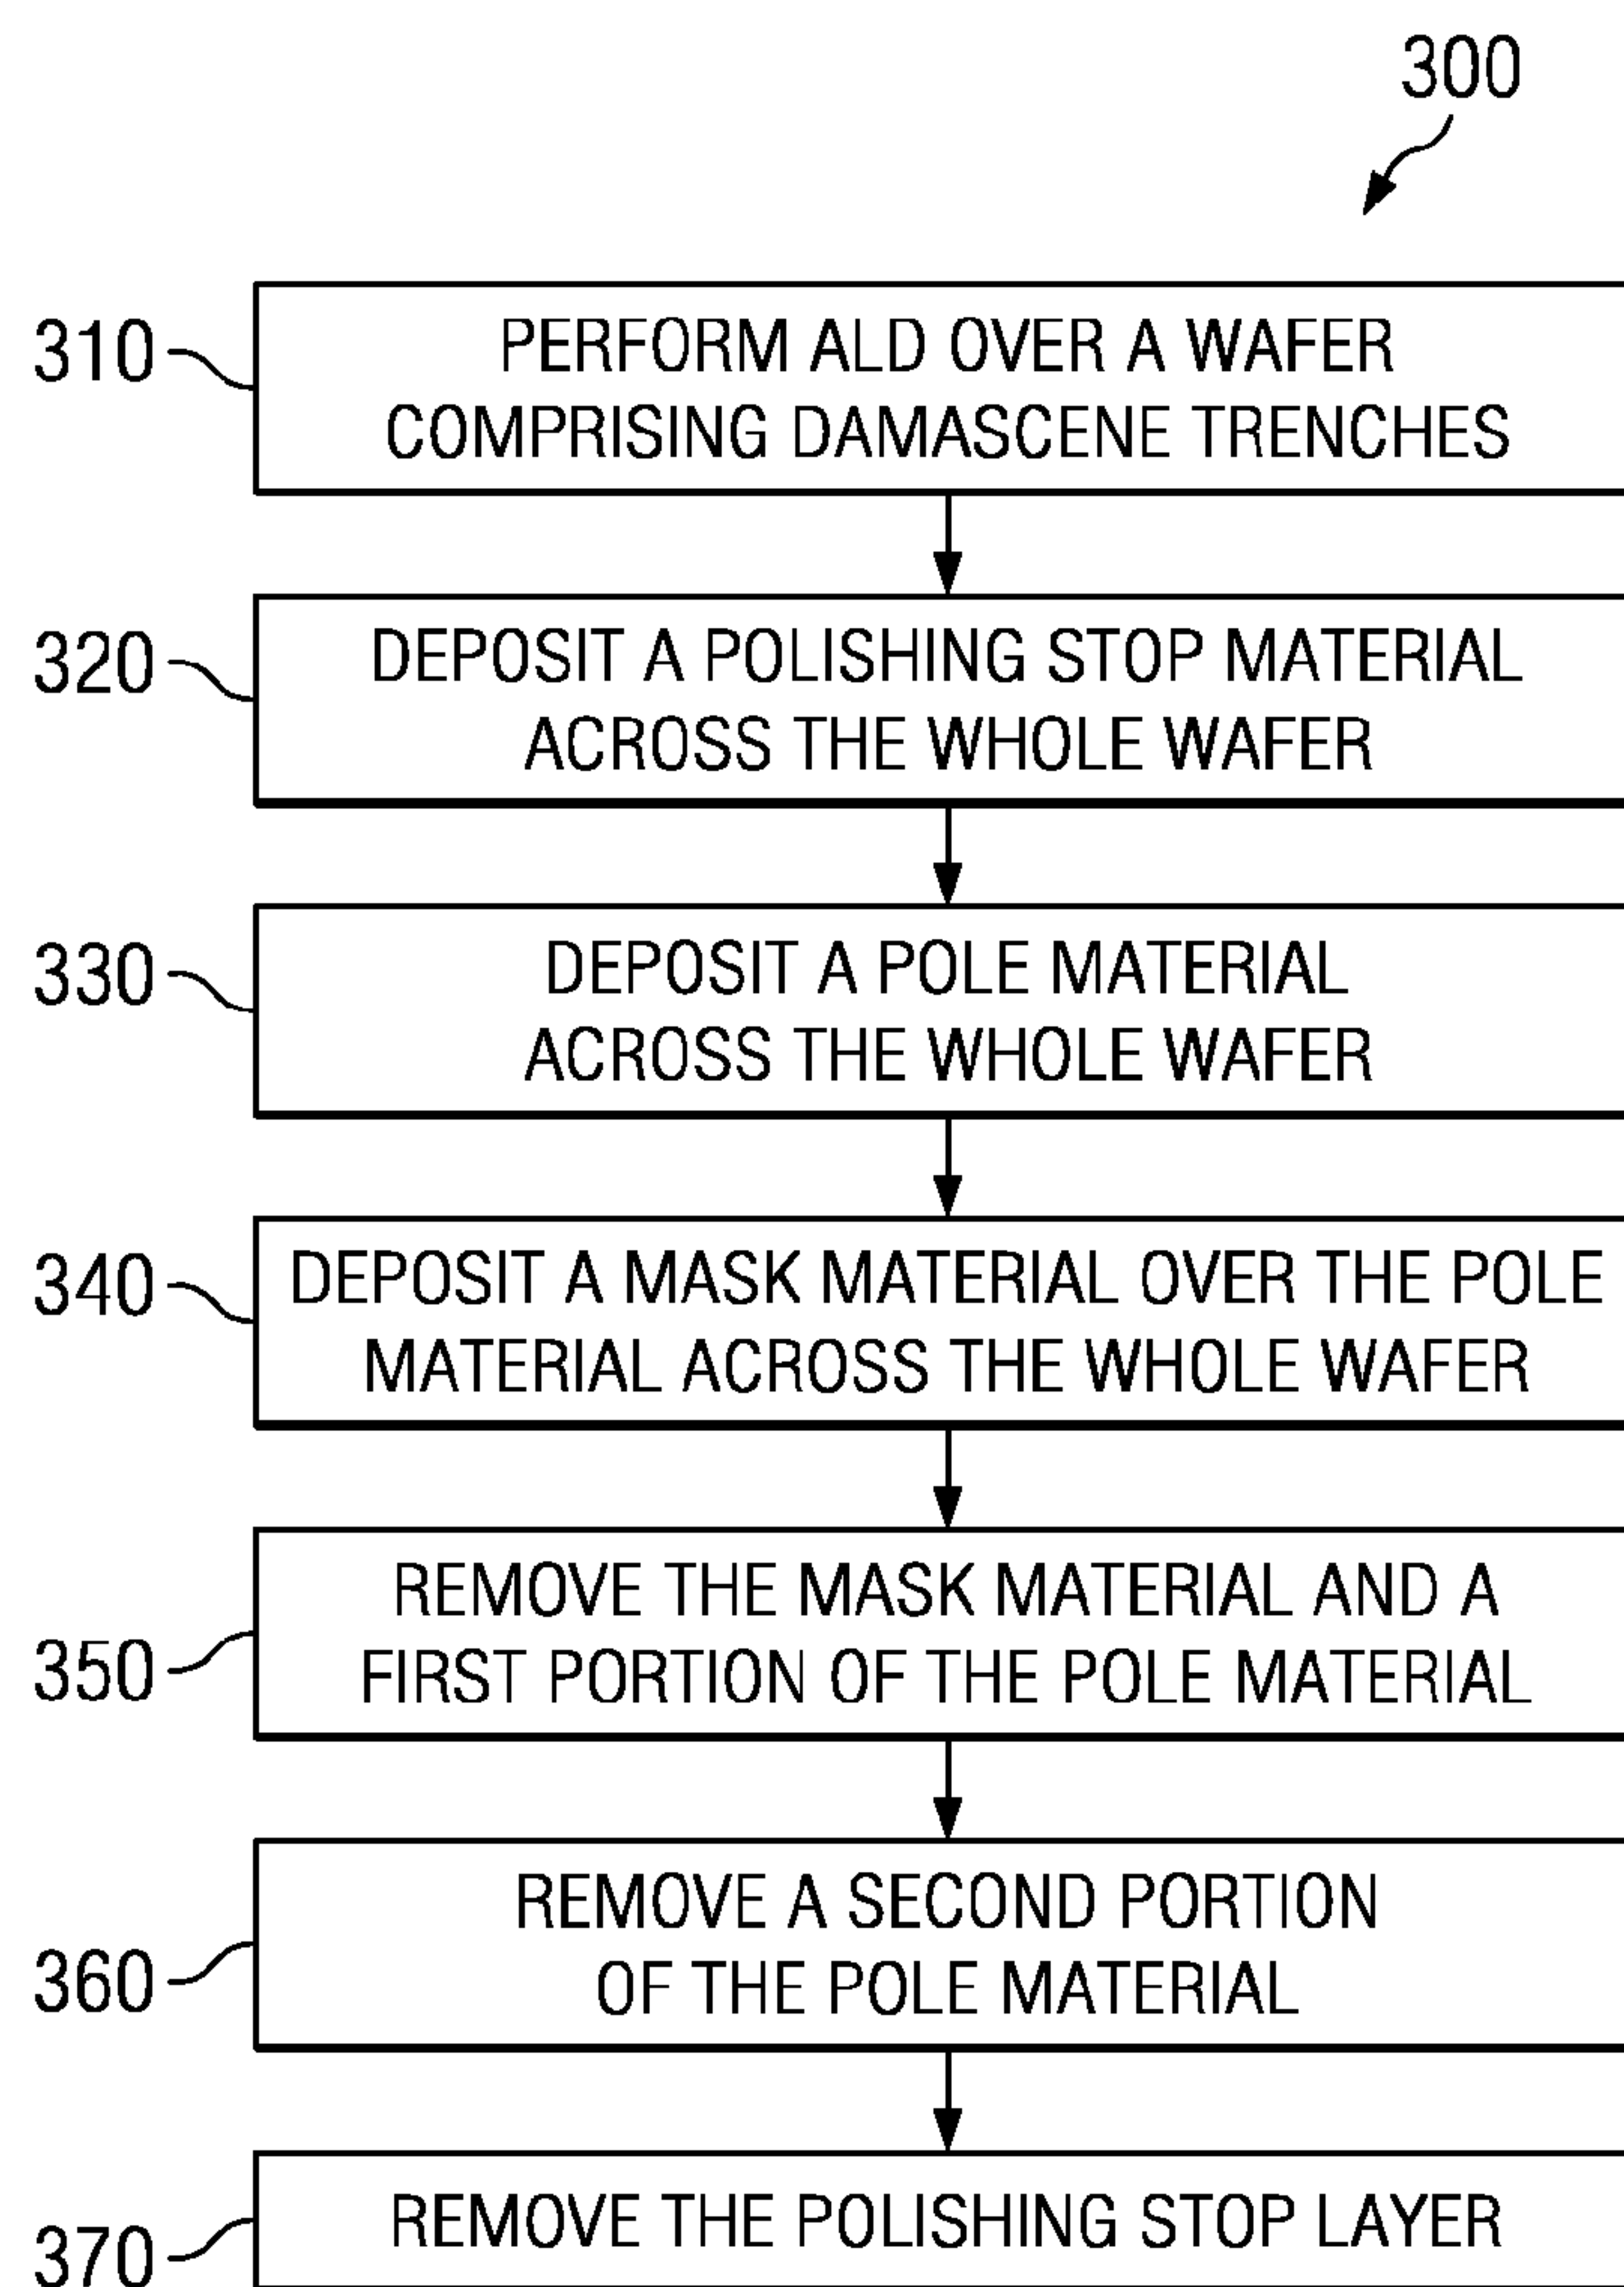 300
310
PERFORM ALD OVER A WAFER
COMPRISING DAMASCENE TRENCHES
320
DEPOSIT A POLISHING STOP MATERIAL
ACROSS THE WHOLE WAFER
330
DEPOSIT A POLE MATERIAL
ACROSS THE WHOLE WAFER
340
DEPOSIT A MASK MATERIAL OVER THE POLE
MATERIAL ACROSS THE WHOLE WAFER
350
REMOVE THE MASK MATERIAL AND A
FIRST PORTION OF THE POLE MATERIAL
360
REMOVE A SECOND PORTION
OF THE POLE MATERIAL
370
REMOVE THE POLISHING STOP LAYER